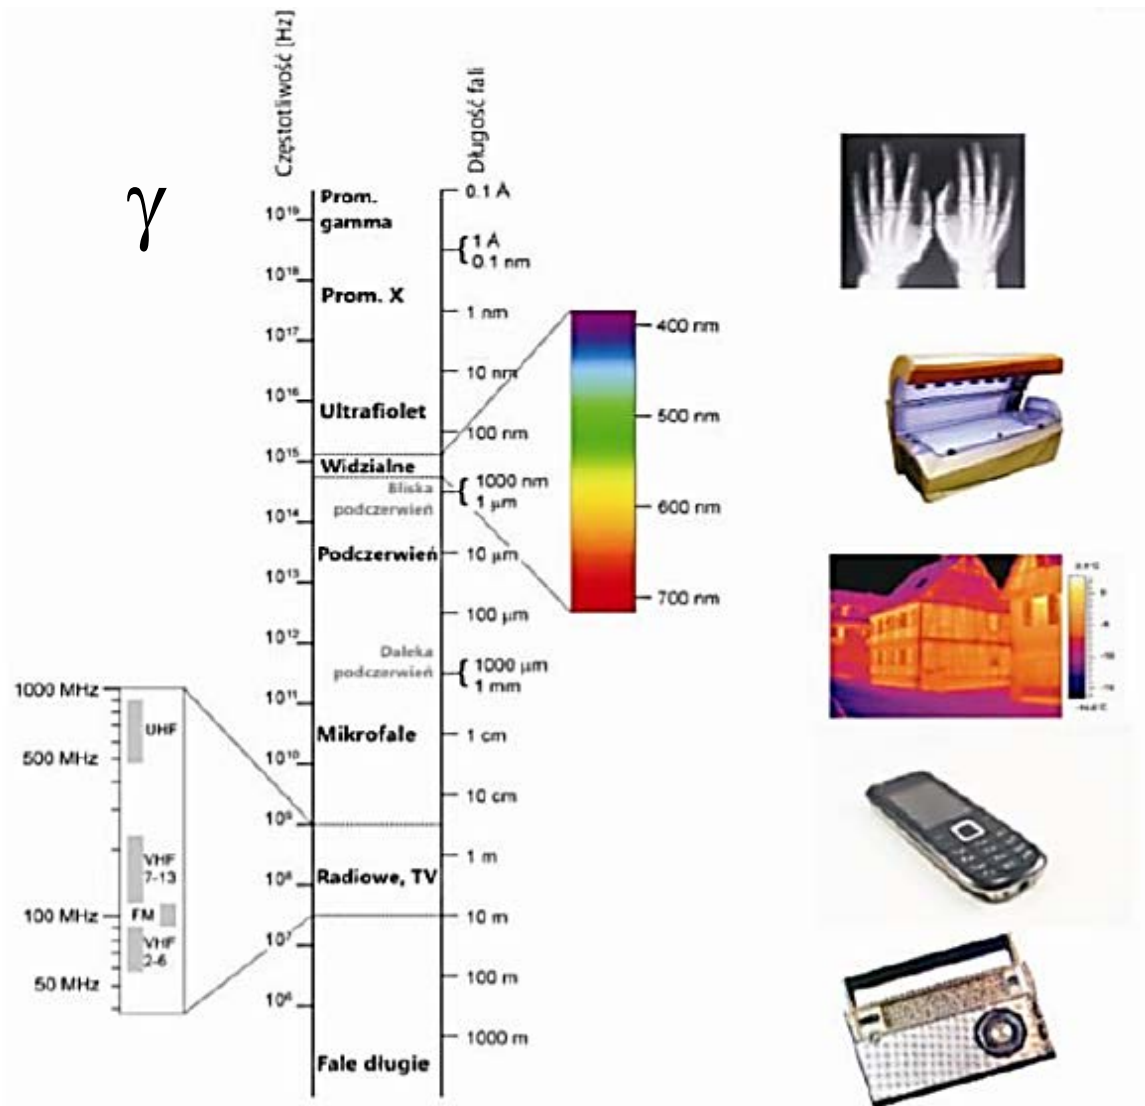 Częstotliwość [Hz]
Długość fali
γ
Prom.
gamma
Prom. X
Ultrafiolet
Widzialne
Bliska
podczerwień
Podczerwień
Daleka
podczerwień
Mikrofale
Radiowe, TV
Fale długie
10¹⁹
10¹⁸
10¹⁷
10¹⁶
10¹⁵
10¹⁴
10¹³
10¹²
10¹¹
10¹⁰
10⁹
10⁸
10⁷
10⁶
0.1 Å
1 Å
0.1 nm
1 nm
10 nm
100 nm
1000 nm
1 µm
10 µm
100 µm
1000 µm
1 mm
1 cm
10 cm
1 m
10 m
100 m
1000 m
400 nm
500 nm
600 nm
700 nm
1000 MHz
500 MHz
100 MHz
50 MHz
UHF
VHF
7-13
FM
VHF
2-6